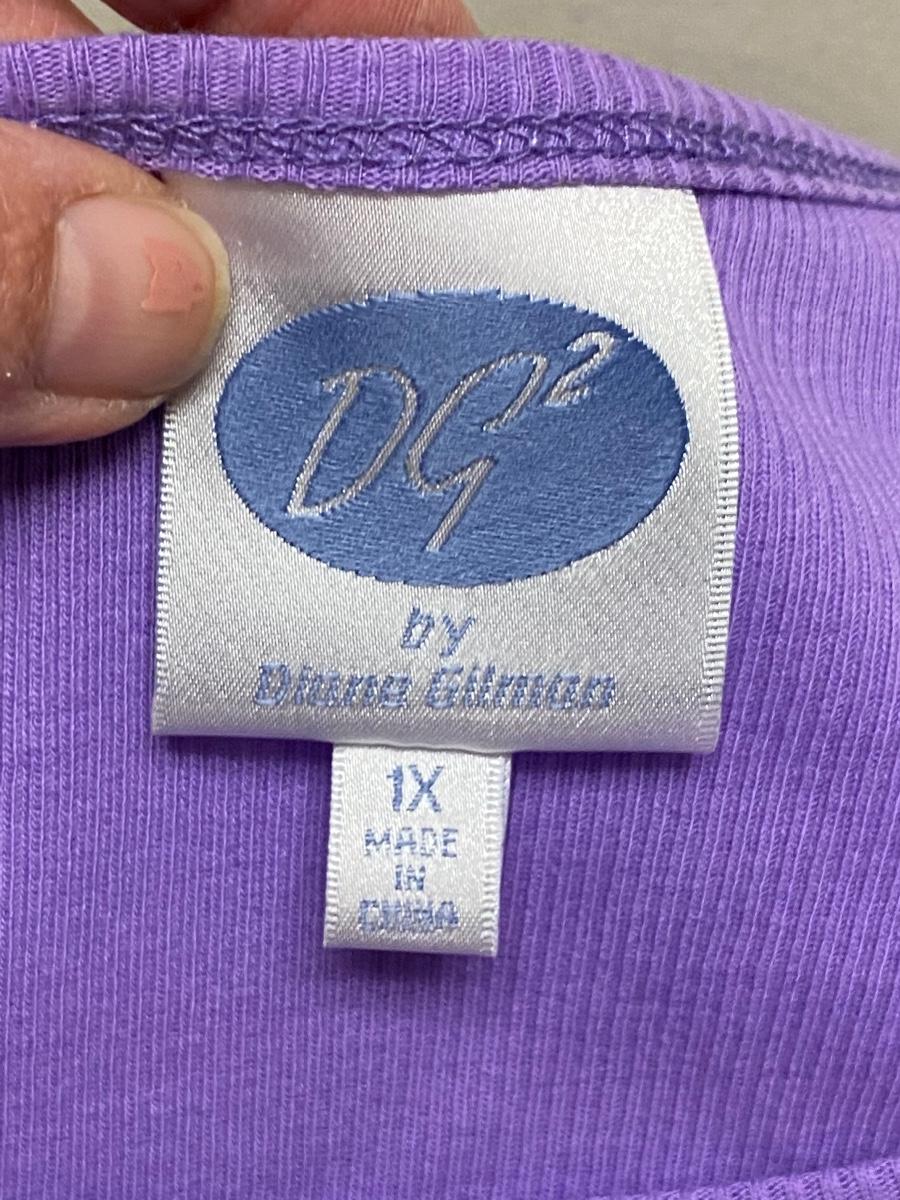 DG²
by
Diane Gilman
1X
MADE
IN
CHINA